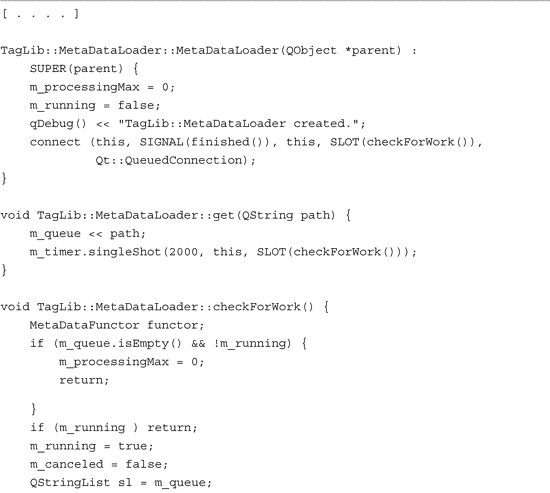 [ . . . . ]
TagLib::MetaDataLoader::MetaDataLoader(QObject *parent) :
    SUPER(parent) {
    m_processingMax = 0;
    m_running = false;
    qDebug() << "TagLib::MetaDataLoader created.";
    connect (this, SIGNAL(finished()), this, SLOT(checkForWork()),
             Qt::QueuedConnection);
}
void TagLib::MetaDataLoader::get(QString path) {
    m_queue << path;
    m_timer.singleShot(2000, this, SLOT(checkForWork()));
}
void TagLib::MetaDataLoader::checkForWork() {
    MetaDataFunctor functor;
    if (m_queue.isEmpty() && !m_running) {
        m_processingMax = 0;
        return;
    }
    if (m_running ) return;
    m_running = true;
    m_canceled = false;
    QStringList sl = m_queue;